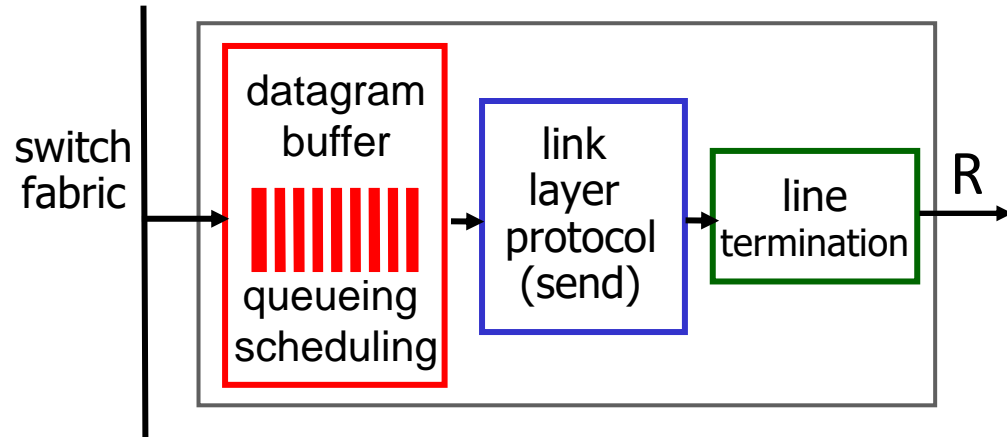 switch
fabric
datagram
buffer
queueing
scheduling
link
layer
protocol
(send)
line
termination
R